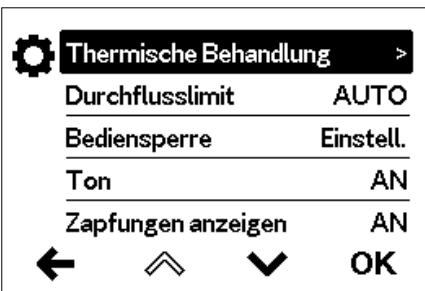 Thermische Behandlung >
Durchflusslimit AUTO
Bediensperre Einstell.
Ton AN
Zapfungen anzeigen AN
OK